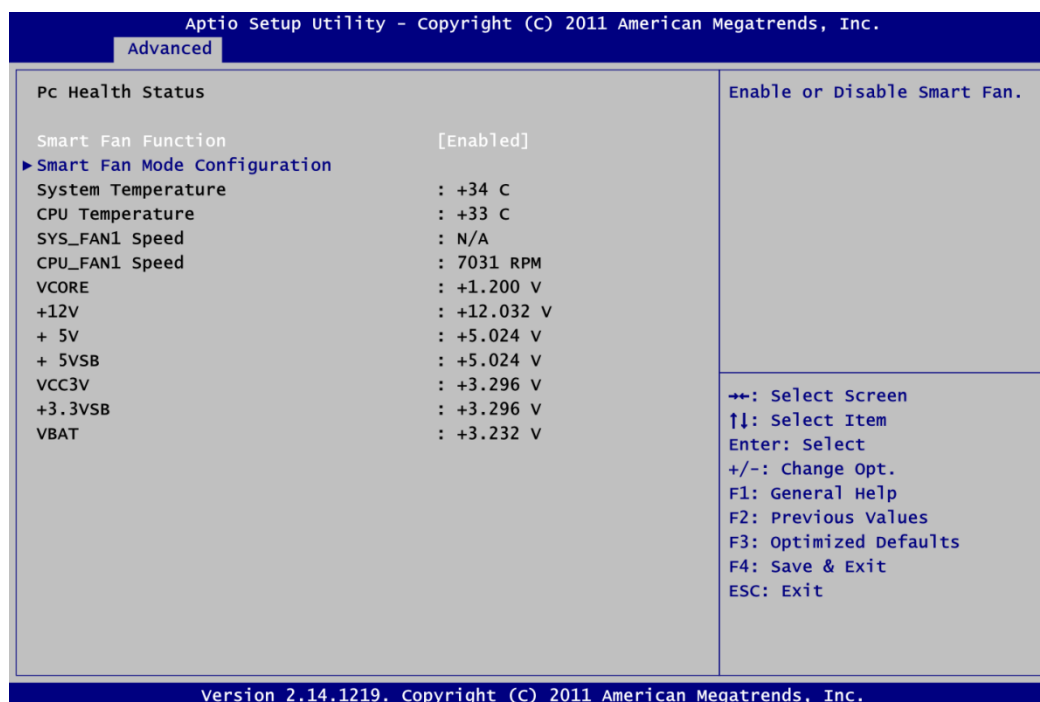 Aptio Setup Utility - Copyright (C) 2011 American Megatrends, Inc.
Advanced
Pc Health Status
Smart Fan Function [Enabled]
►Smart Fan Mode Configuration
System Temperature : +34 C
CPU Temperature : +33 C
SYS_FAN1 Speed : N/A
CPU_FAN1 Speed : 7031 RPM
VCORE : +1.200 V
+12V : +12.032 V
+ 5V : +5.024 V
+ 5VSB : +5.024 V
VCC3V : +3.296 V
+3.3VSB : +3.296 V
VBAT : +3.232 V
Enable or Disable Smart Fan.
→←: Select Screen
↑↓: Select Item
Enter: Select
+/-: Change Opt.
F1: General Help
F2: Previous Values
F3: Optimized Defaults
F4: Save & Exit
ESC: Exit
Version 2.14.1219. Copyright (C) 2011 American Megatrends, Inc.